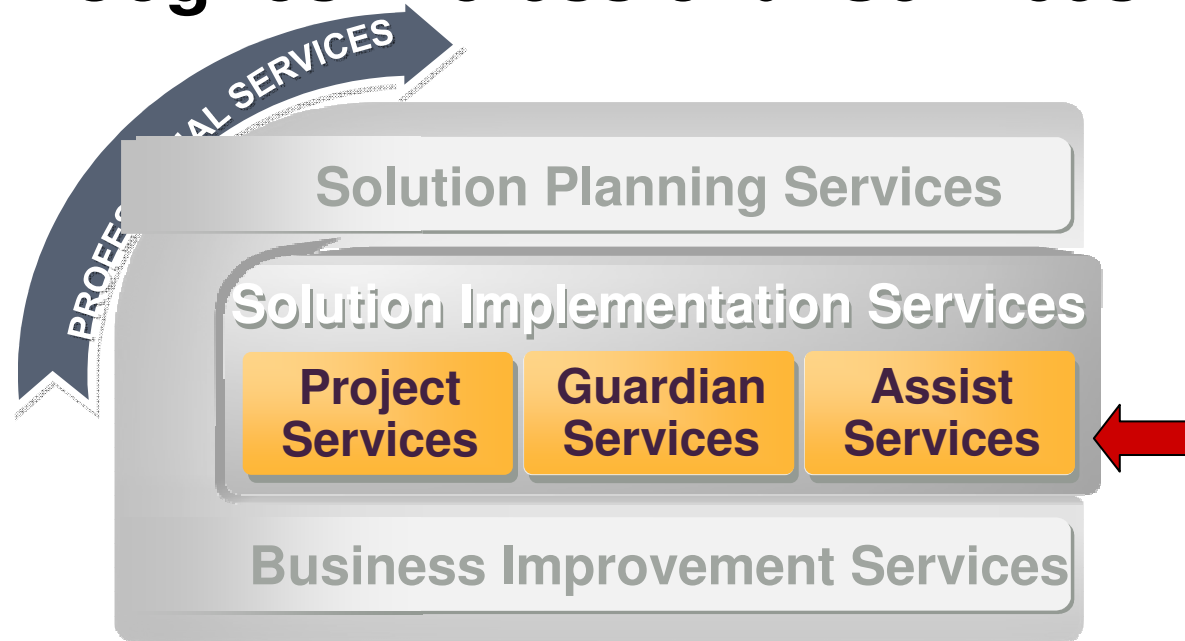 SERVICES
Solution Planning Services
Solution Implementation Services
Project Services
Guardian Services
Assist Services
Business Improvement Services